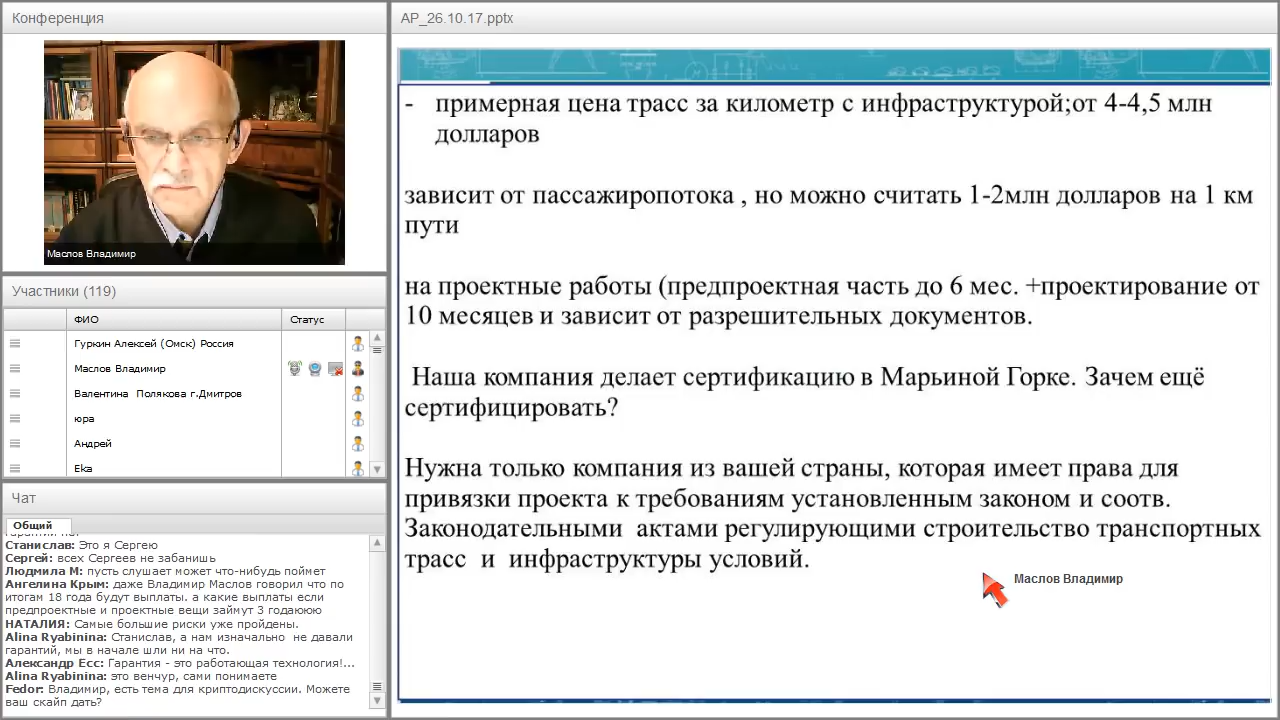 Конференция
Маслов Владимир
Участники (119)
ФИО
Статус
Гуркин Алексей (Омск) Россия
Маслов Владимир
Валентина Полякова г.Дмитров
юра
Андрей
Eka
Чат
Общий
Станислав: Это я Сергею
Сергей: всех Сергеев не забанишь
Людмила М: пусть слушает может что-нибудь поймет
Ангелина Крым: даже Владимир Маслов говорил что по
итогам 18 года будут выплаты. а какие выплаты если
предпроектные и проектные вещи займут 3 годаююю
НАТАЛИЯ: Самые большие риски уже пройдены.
Alina Ryabinina: Станислав, а нам изначально не давали
гарантий, мы в начале шли ни на что.
Александр Есс: Гарантия - это работающая технология!...
Alina Ryabinina: это венчур, сами понимаете
Fedor: Владимир, есть тема для криптодискуссии. Можете
ваш скайп дать?
AP_26.10.17.pptx
- примерная цена трасс за километр с инфраструктурой;от 4-4,5 млн
долларов
зависит от пассажиропотока , но можно считать 1-2млн долларов на 1 км
пути
на проектные работы (предпроектная часть до 6 мес. +проектирование от
10 месяцев и зависит от разрешительных документов.
Наша компания делает сертификацию в Марьиной Горке. Зачем ещё
сертифицировать?
Нужна только компания из вашей страны, которая имеет права для
привязки проекта к требованиям установленным законом и соотв.
Законодательными актами регулирующими строительство транспортных
трасс и инфраструктуры условий.
Маслов Владимир